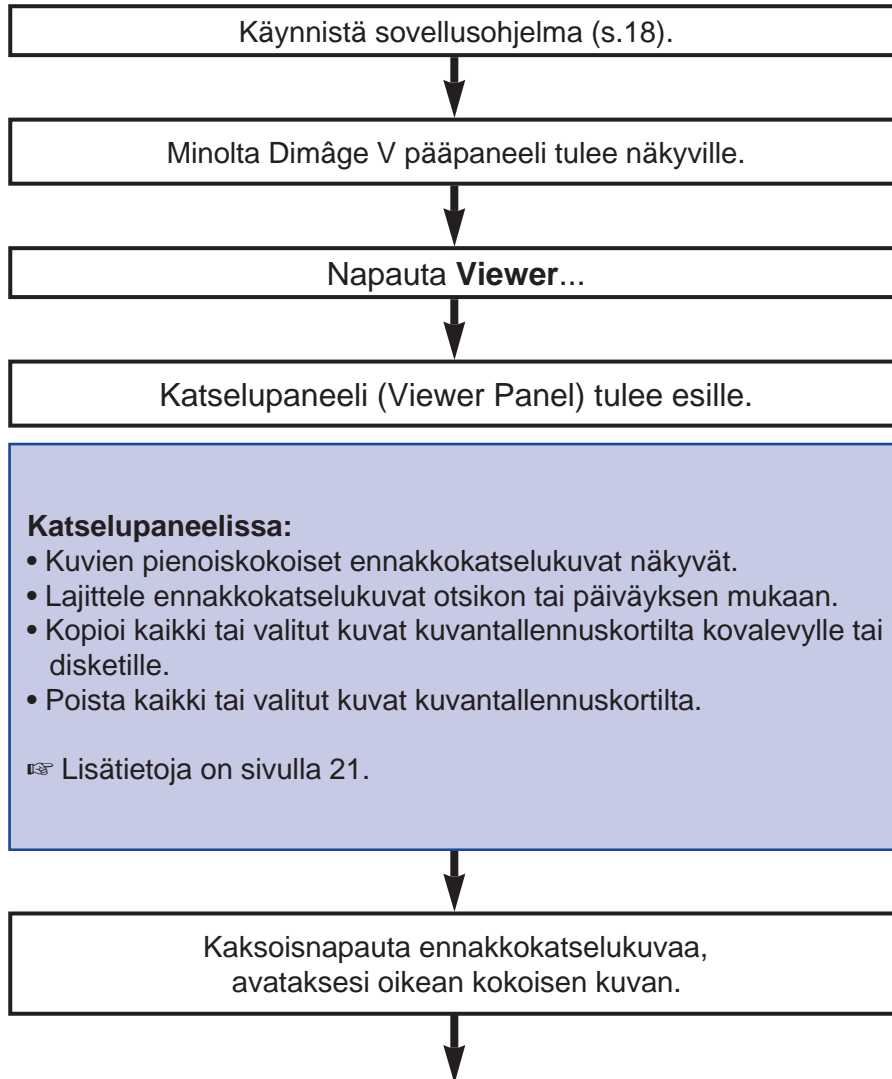 Käynnistä sovellusohjelma (s.18).
Minolta Dimâge V pääpaneeli tulee näkyville.
Napauta Viewer...
Katselupaneeli (Viewer Panel) tulee esille.
Katselupaneelissa:
• Kuvien pienoiskokoiset ennakkokatselukuvat näkyvät.
• Lajittele ennakkokatselukuvat otsikon tai päiväyksen mukaan.
• Kopioi kaikki tai valitut kuvat kuvantallennuskortilta kovalevylle tai
disketille.
• Poista kaikki tai valitut kuvat kuvantallennuskortilta.
☞ Lisätietoja on sivulla 21.
Kaksoisnapauta ennakkokatselukuvaa,
avataksesi oikean kokoisen kuvan.